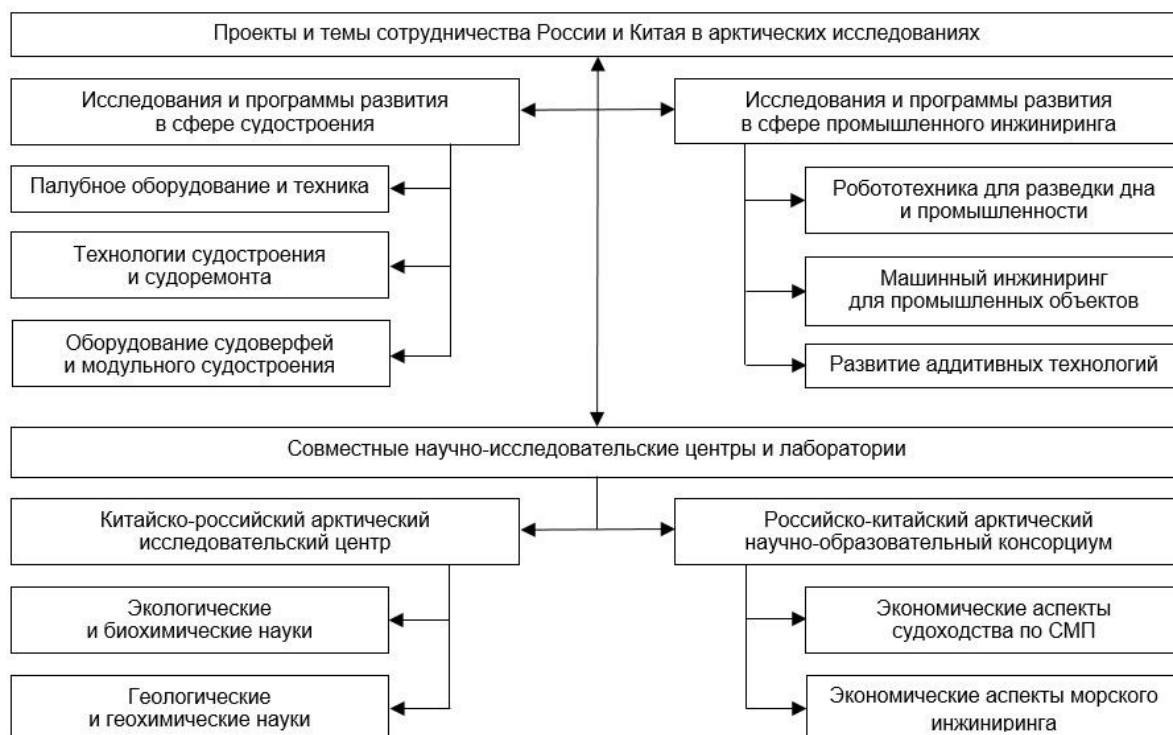 Проекты и темы сотрудничества России и Китая в арктических исследованиях
Исследования и программы развития
в сфере судостроения
Исследования и программы развития
в сфере промышленного инжиниринга
Палубное оборудование и техника
Робототехника для разведки дна
и промышленности
Технологии судостроения
и судоремонта
Машинный инжиниринг
для промышленных объектов
Оборудование судоверфей
и модульного судостроения
Развитие аддитивных технологий
Совместные научно-исследовательские центры и лаборатории
Китайско-российский арктический
исследовательский центр
Российско-китайский арктический
научно-образовательный консорциум
Экологические
и биохимические науки
Экономические аспекты
судоходства по СМП
Геологические
и геохимические науки
Экономические аспекты морского
инжиниринга